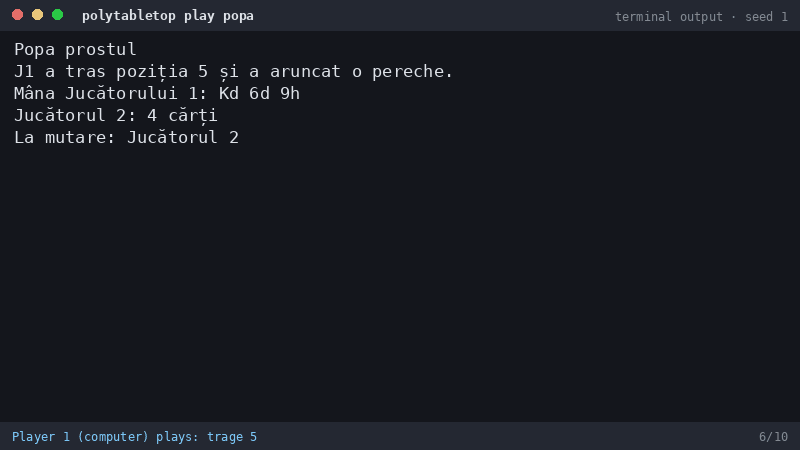 polytabletop play popa
terminal output · seed 1
Popa prostul
J1 a tras poziția 5 și a aruncat o pereche.
Mâna Jucătorului 1: Kd 6d 9h
Jucătorul 2: 4 cărți
La mutare: Jucătorul 2
Player 1 (computer) plays: trage 5
6/10